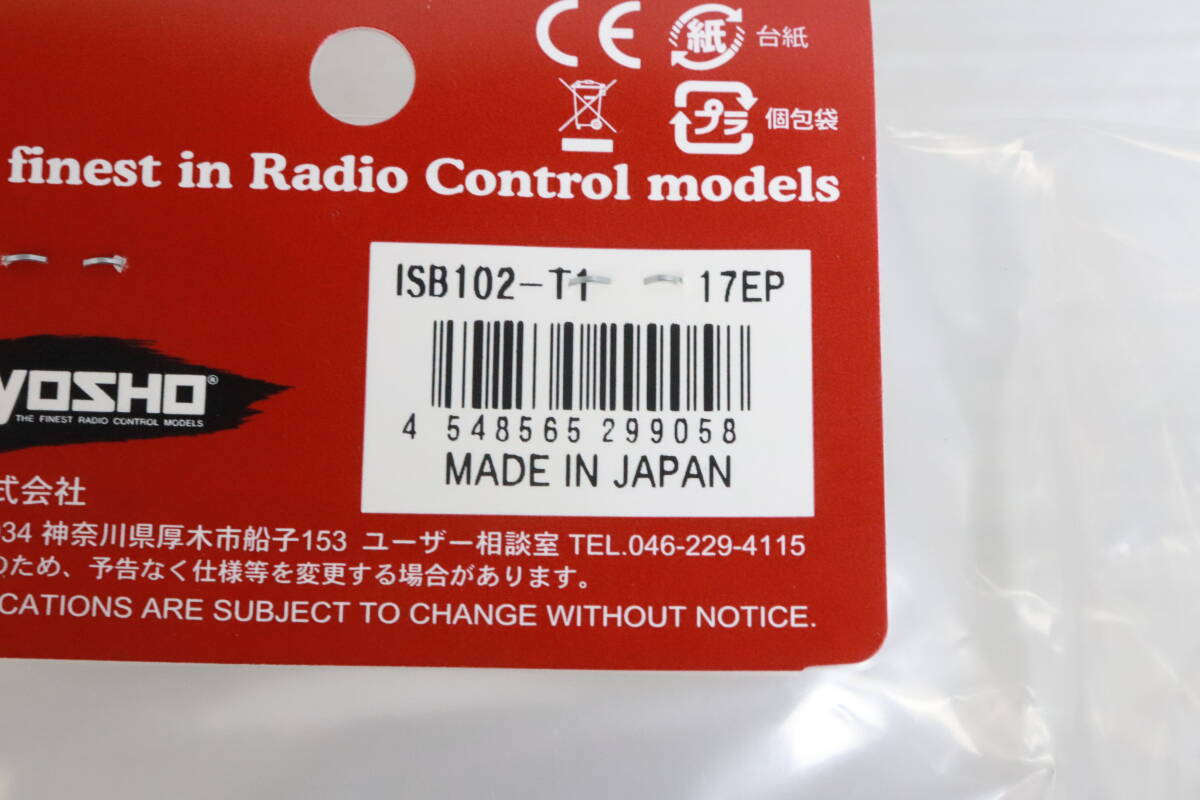 CE 紙 台紙
プラ 個包袋
finest in Radio Control models
ISB102-T1 17EP
4 548565 299058
MADE IN JAPAN
YOSHO®
THE FINEST RADIO CONTROL MODELS
式会社
034 神奈川県厚木市船子153 ユーザー相談室 TEL.046-229-4115
のため、予告なく仕様等を変更する場合があります。
CATIONS ARE SUBJECT TO CHANGE WITHOUT NOTICE.